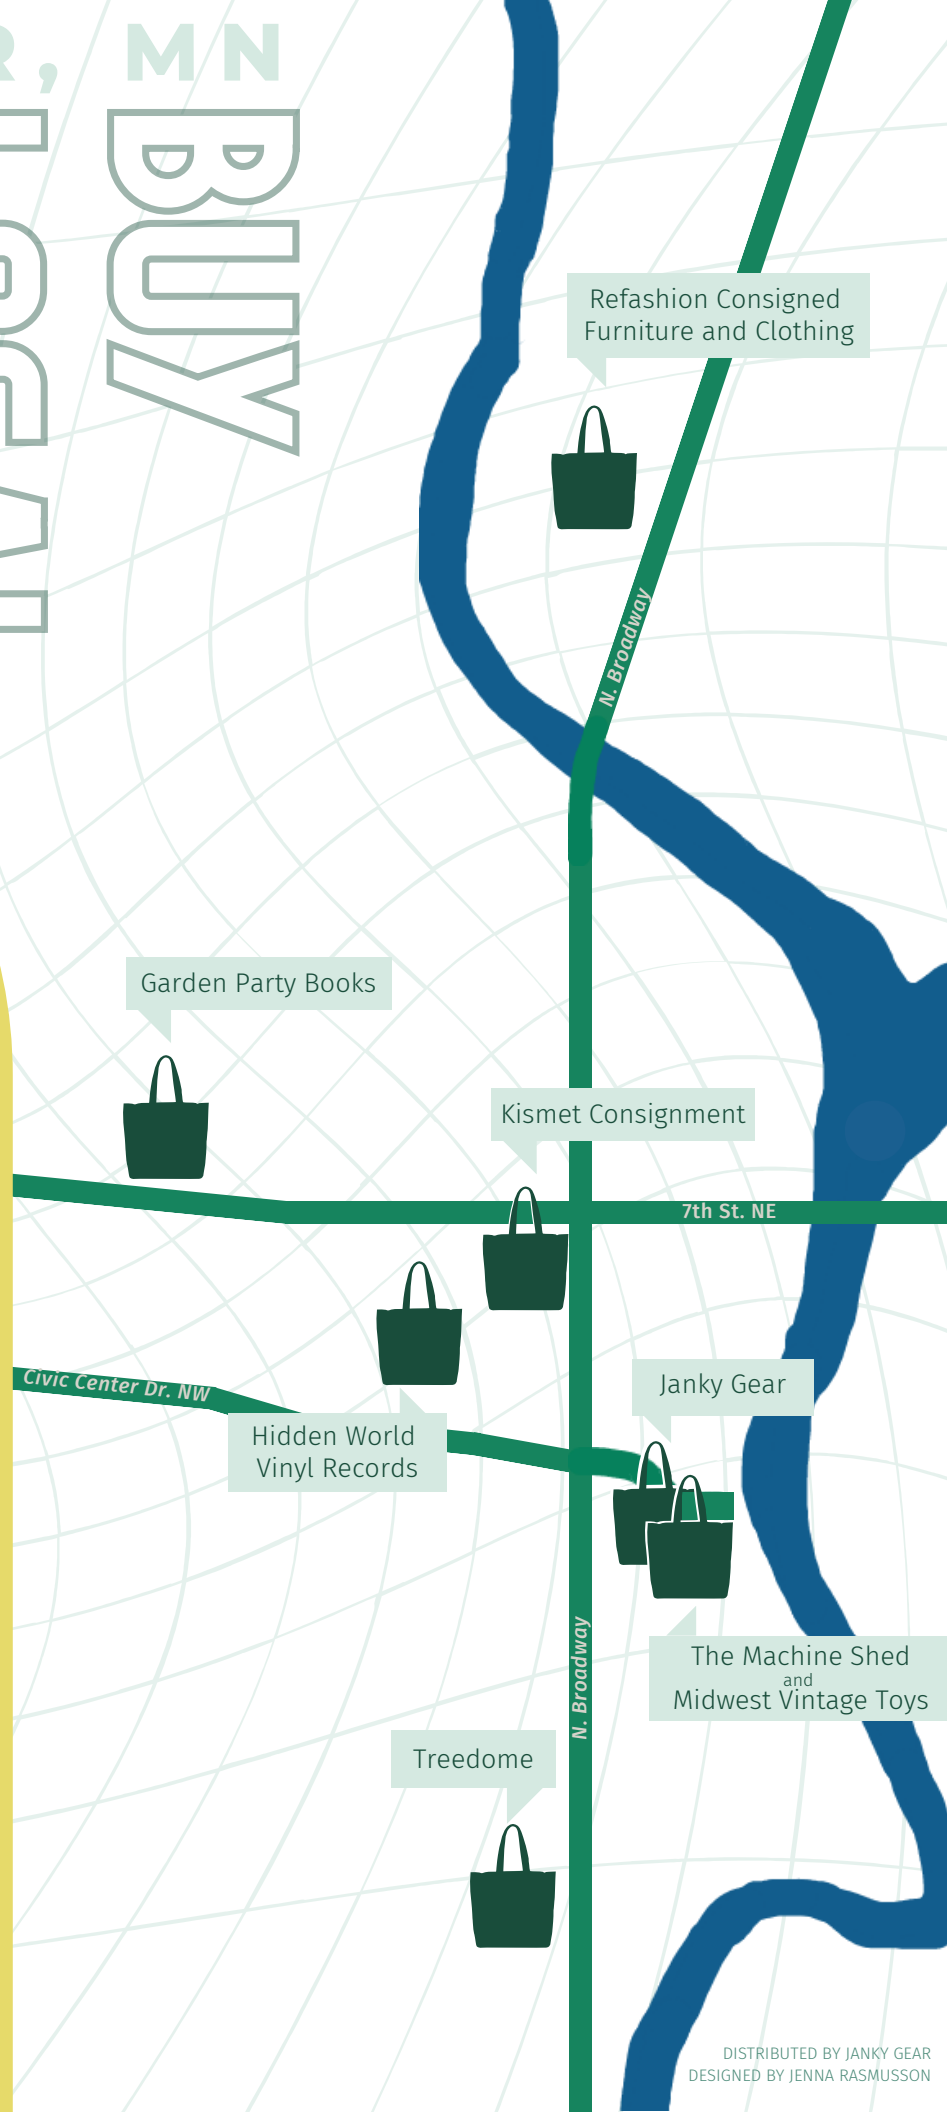 R, MN
BUY
LOCAL
Refashion Consigned
Furniture and Clothing
N. Broadway
Garden Party Books
Kismet Consignment
7th St. NE
Civic Center Dr. NW
Janky Gear
Hidden World
Vinyl Records
The Machine Shed
and
Midwest Vintage Toys
N. Broadway
Treedome
DISTRIBUTED BY JANKY GEAR
DESIGNED BY JENNA RASMUSSON